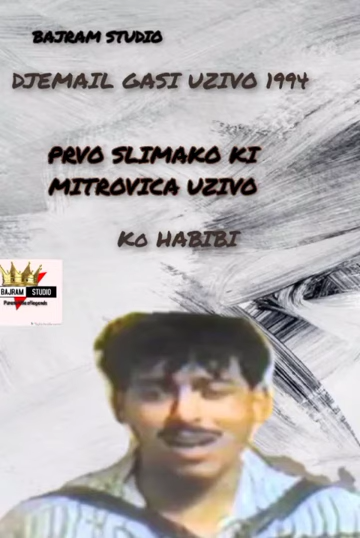 BAJRAM STUDIO
DJEMAIL GASI UZIVO 1994
PRVO SLIMAKO KI
MITROVICA UZIVO
Ko HABIBI
BAJRAM STUDIO